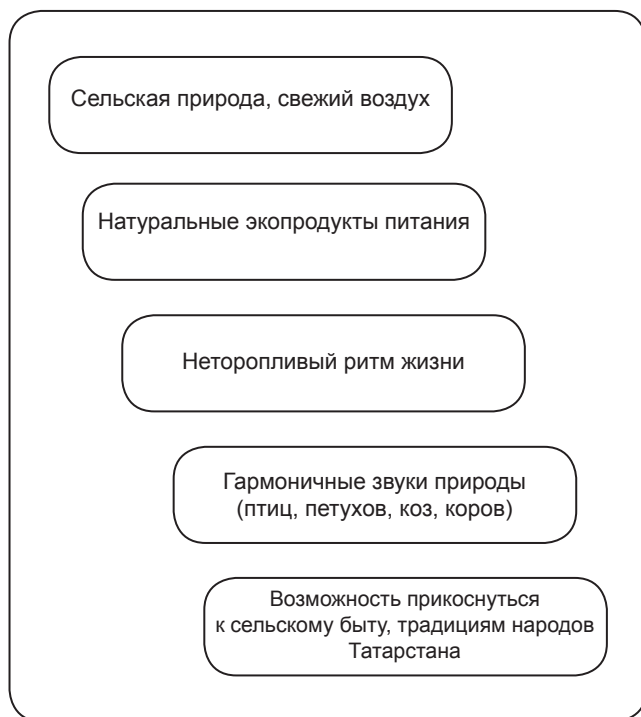 Сельская природа, свежий воздух
Натуральные экопродукты питания
Неторопливый ритм жизни
Гармоничные звуки природы
(птиц, петухов, коз, коров)
Возможность прикоснуться
к сельскому быту, традициям народов
Татарстана